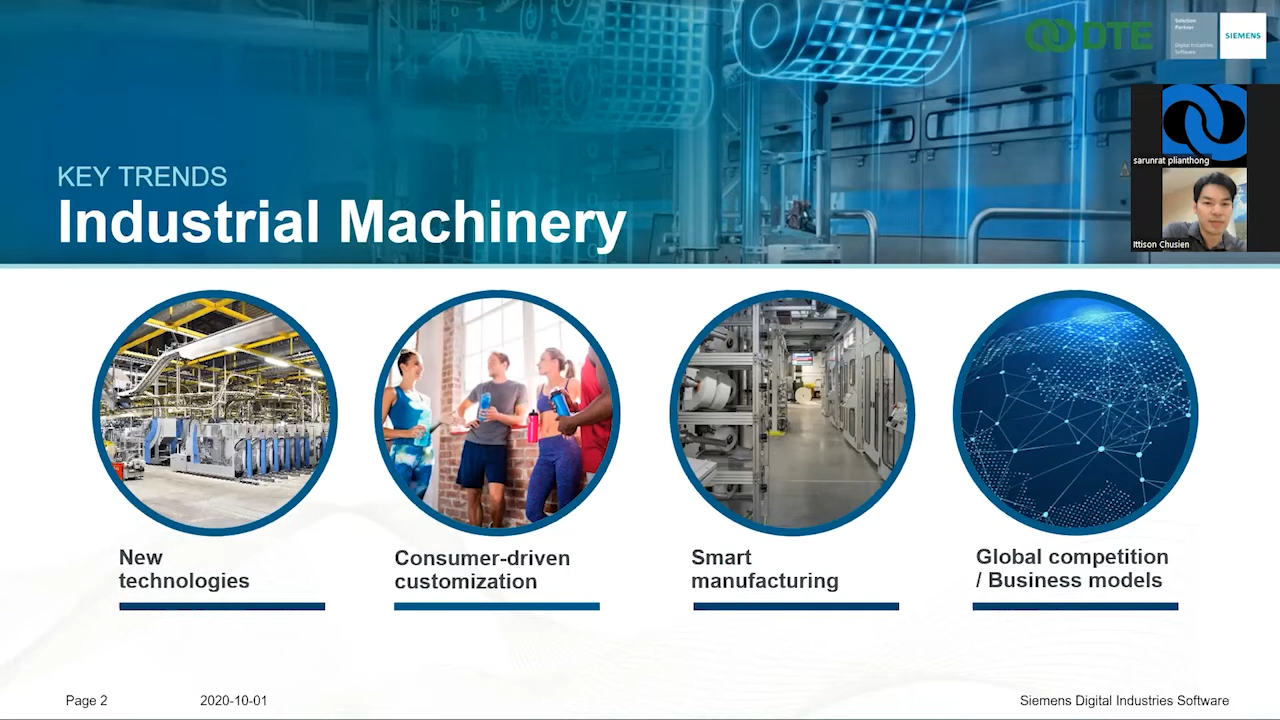 DTE
Solution
Partner
Digital Industries
Software
SIEMENS
sarunrat plianthong
Ittison Chusien
KEY TRENDS
Industrial Machinery
New
technologies
Consumer-driven
customization
Smart
manufacturing
Global competition
/ Business models
Page 2
2020-10-01
Siemens Digital Industries Software